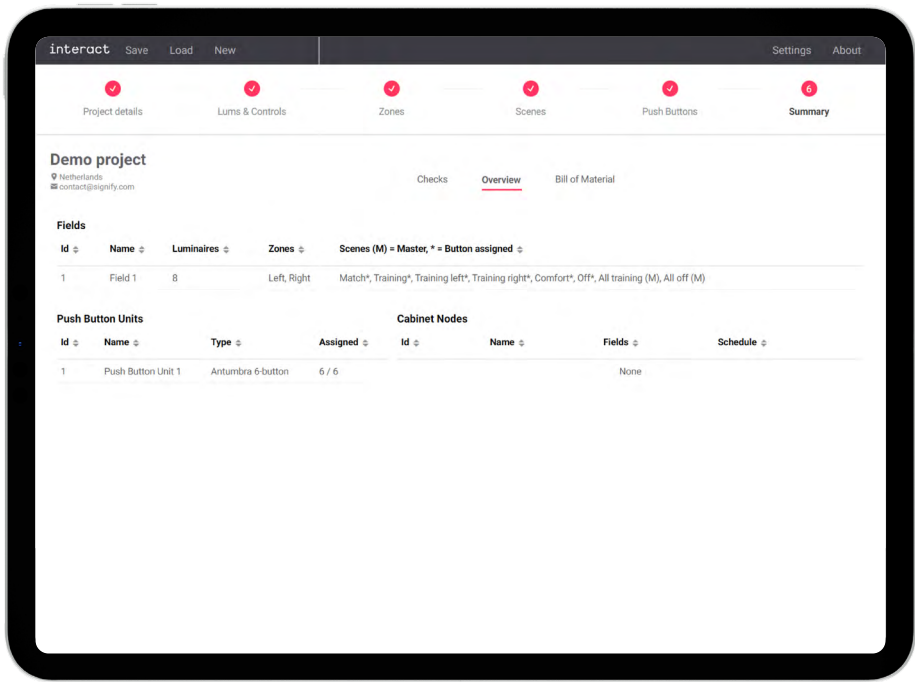 interact Save Load New Settings About
6
Project details Lums & Controls Zones Scenes Push Buttons Summary
Demo project
Netherlands
contact@signify.com
Checks Overview Bill of Material
Fields
Id Name Luminaires Zones Scenes (M) = Master, * = Button assigned
1 Field 1 8 Left, Right Match*, Training*, Training left*, Training right*, Comfort*, Off*, All training (M), All off (M)
Push Button Units Cabinet Nodes
Id Name Type Assigned Id Name Fields Schedule
1 Push Button Unit 1 Antumbra 6-button 6 / 6 None